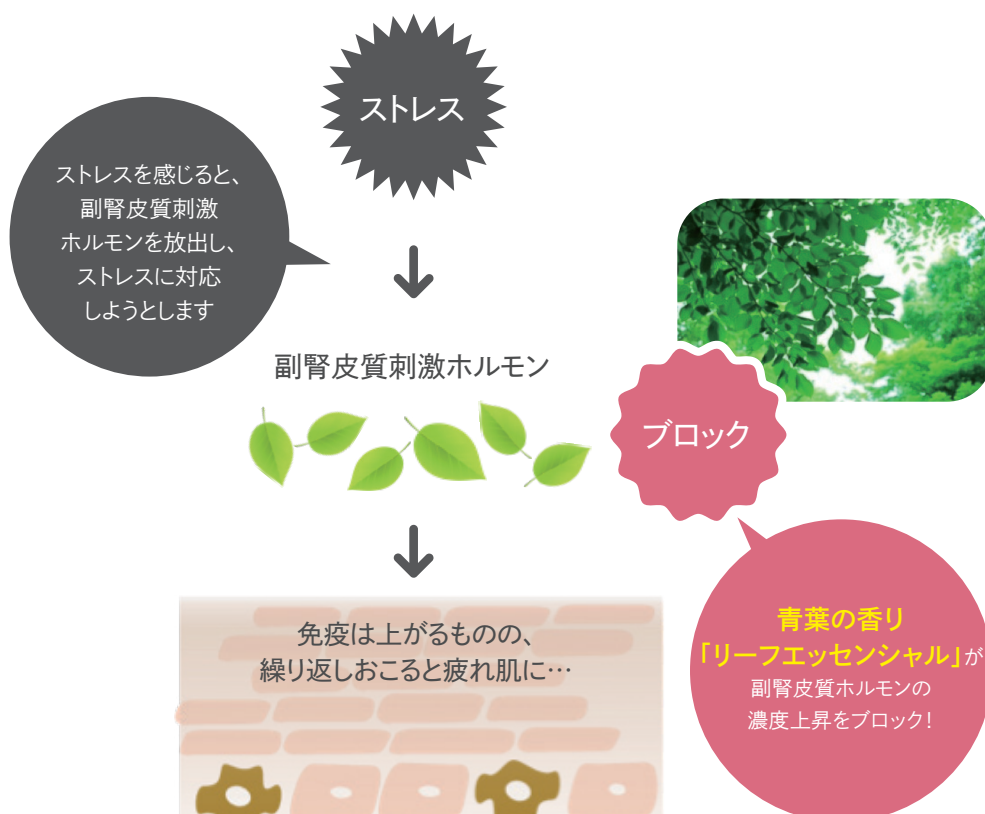 ストレス
ストレスを感じると、
副腎皮質刺激
ホルモンを放出し、
ストレスに対応
しようとします
副腎皮質刺激ホルモン
ブロック
青葉の香り
「リーフエッセンシャル」が
副腎皮質ホルモンの
濃度上昇をブロック!
免疫は上がるものの、
繰り返しおこると疲れ肌に…